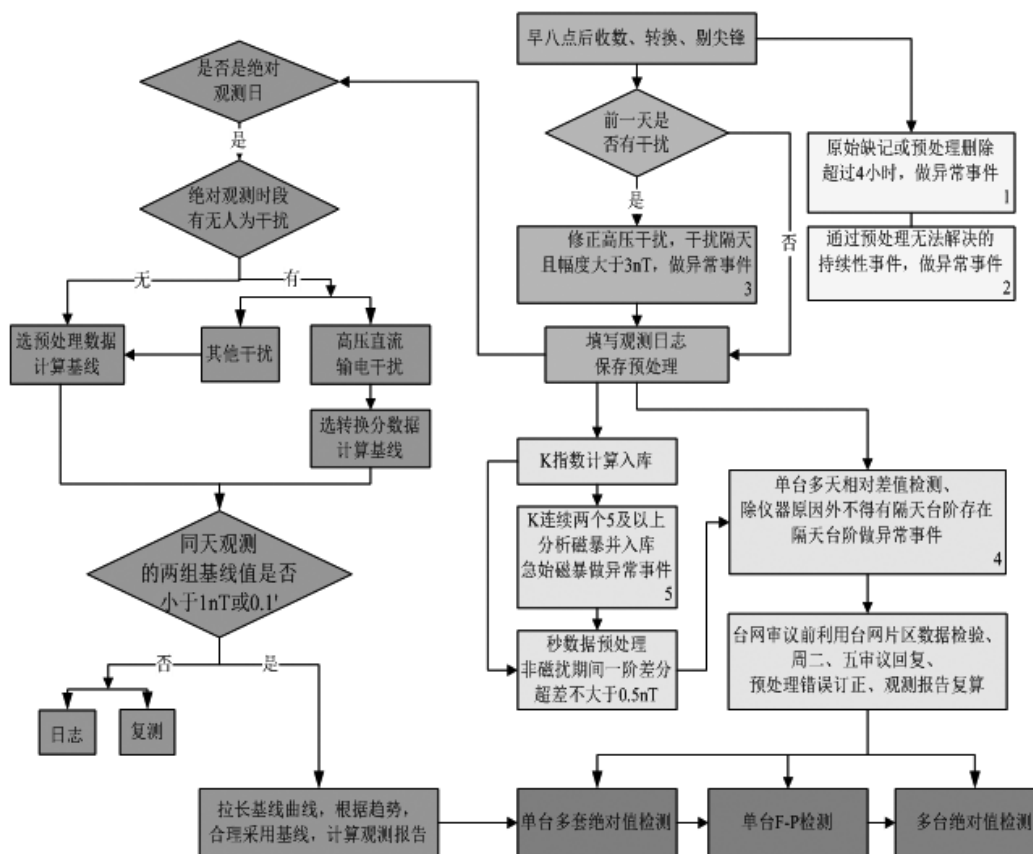 早八点后收数、转换、剔尖锋
是否是绝对
观测日
前一天是
否有干扰
原始缺记或预处理删除
超过4小时，做异常事件
1
是
是
否
绝对观测时段
有无人为干扰
通过预处理无法解决的
持续性事件，做异常事件
2
修正高压干扰，干扰隔天
且幅度大于3nT，做异常事件
3
无
有
选预处理数据
计算基线
其他干扰
高压直流
输电干扰
填写观测日志
保存预处理
选转换分数据
计算基线
K指数计算入库
单台多天相对差值检测、
除仪器原因外不得有隔天台阶存在
隔天台阶做异常事件
4
K连续两个5及以上
分析磁暴并入库
急始磁暴做异常事件
5
同天观测
的两组基线值是否
小于1nT或0.1'
秒数据预处理
非磁扰期间一阶差分
超差不大于0.5nT
台网审议前利用台网片区数据检验、
周二、五审议回复、
预处理错误订正、观测报告复算
否
是
日志
复测
拉长基线曲线，根据趋势，
合理采用基线，计算观测报告
单台多套绝对值检测
单台F-P检测
多台绝对值检测